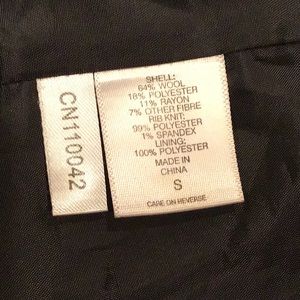 CN110042
SHELL:
64% WOOL
18% POLYESTER
11% RAYON
7% OTHER FIBRE
RIB KNIT:
99% POLYESTER
1% SPANDEX
LINING:
100% POLYESTER
MADE IN
CHINA
S
CARE ON REVERSE